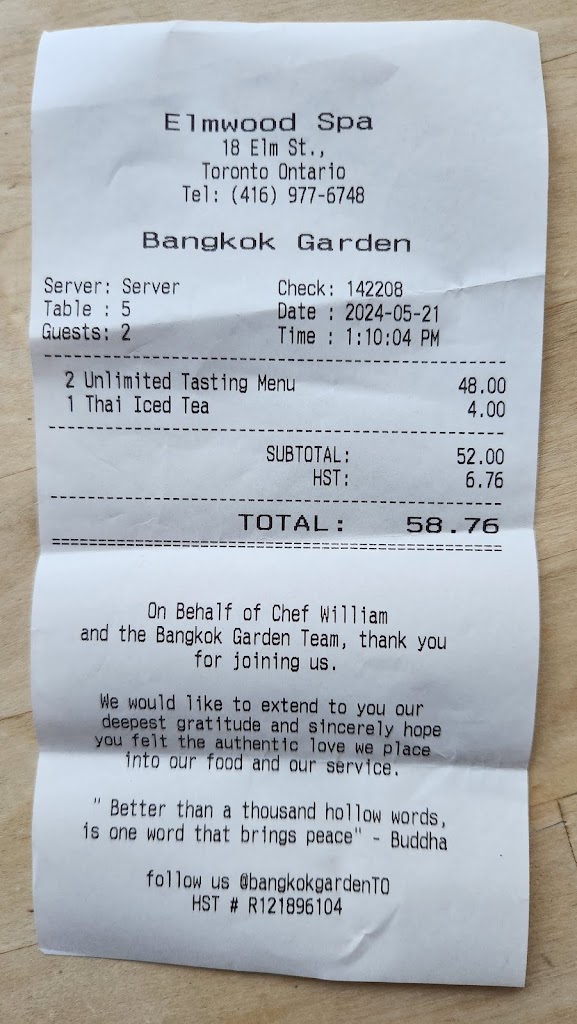 Elmwood Spa
18 Elm St.,
Toronto Ontario
Tel: (416) 977-6748
Bangkok Garden
Server: Server Check: 142208
Table : 5 Date : 2024-05-21
Guests: 2 Time : 1:10:04 PM
2 Unlimited Tasting Menu 48.00
1 Thai Iced Tea 4.00
SUBTOTAL: 52.00
HST: 6.76
TOTAL: 58.76
On Behalf of Chef William
and the Bangkok Garden Team, thank you
for joining us.
We would like to extend to you our
deepest gratitude and sincerely hope
you felt the authentic love we place
into our food and our service.
" Better than a thousand hollow words,
is one word that brings peace" - Buddha
follow us @bangkokgardenTO
HST # R121896104